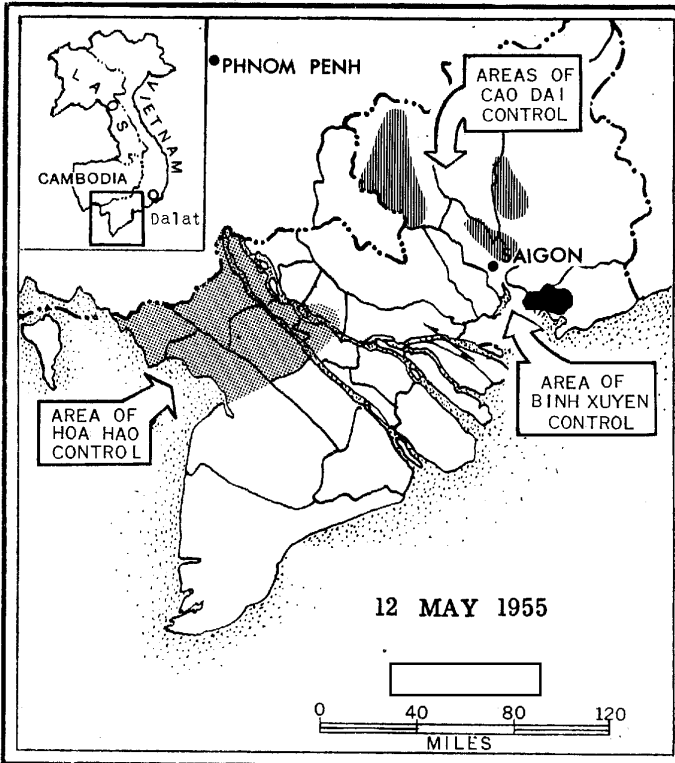 PHNOM PENH
AREAS OF
CAO DAI
CONTROL
LAOS
VIETNAM
CAMBODIA
Dalat
SAIGON
AREA OF
HOA HAO
CONTROL
AREA OF
BINH XUYEN
CONTROL
12 MAY 1955
0 40 80 120
MILES